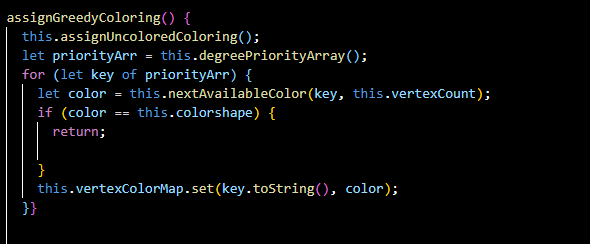 assignGreedyColoring() {
this.assignUncoloredColoring();
let priorityArr = this.degreePriorityArray();
for (let key of priorityArr) {
let color = this.nextAvailableColor(key, this.vertexCount);
if (color == this.colorshape) {
return;
}
this.vertexColorMap.set(key.toString(), color);
}}